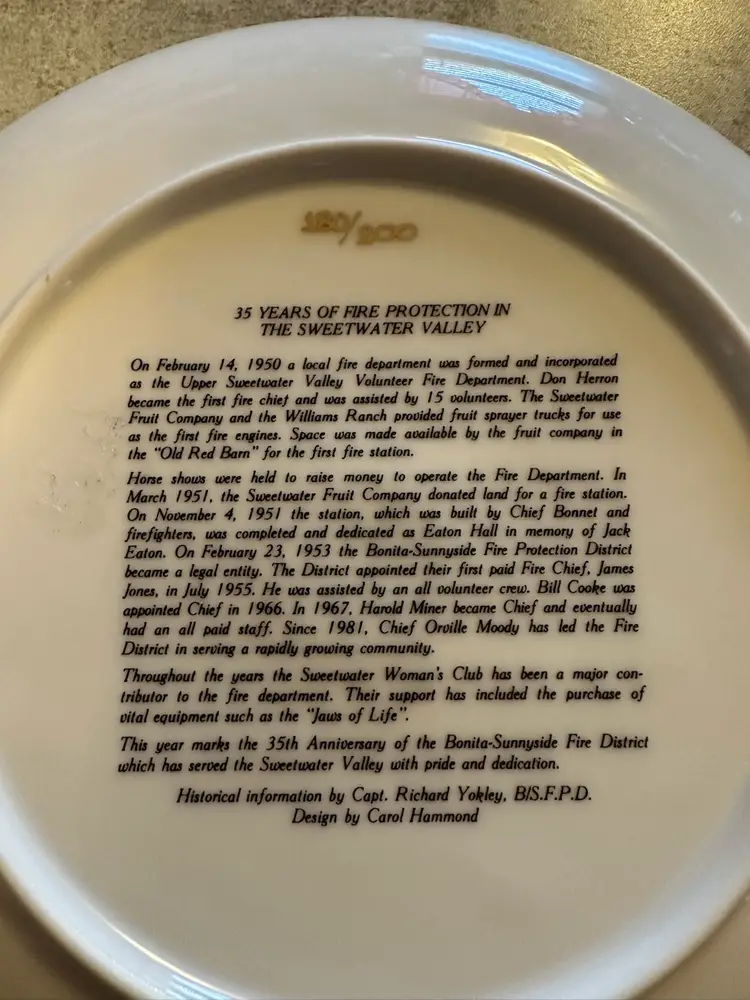 180/200
35 YEARS OF FIRE PROTECTION IN
THE SWEETWATER VALLEY
On February 14, 1950 a local fire department was formed and incorporated
as the Upper Sweetwater Valley Volunteer Fire Department. Don Herron
became the first fire chief and was assisted by 15 volunteers. The Sweetwater
Fruit Company and the Williams Ranch provided fruit sprayer trucks for use
as the first fire engines. Space was made available by the fruit company in
the "Old Red Barn" for the first fire station.
Horse shows were held to raise money to operate the Fire Department. In
March 1951, the Sweetwater Fruit Company donated land for a fire station.
On November 4, 1951 the station, which was built by Chief Bonnet and
firefighters, was completed and dedicated as Eaton Hall in memory of Jack
Eaton. On February 23, 1953 the Bonita-Sunnyside Fire Protection District
became a legal entity. The District appointed their first paid Fire Chief, James
Jones, in July 1955. He was assisted by an all volunteer crew. Bill Cooke was
appointed Chief in 1966. In 1967, Harold Miner became Chief and eventually
had an all paid staff. Since 1981, Chief Orville Moody has led the Fire
District in serving a rapidly growing community.
Throughout the years the Sweetwater Woman's Club has been a major con-
tributor to the fire department. Their support has included the purchase of
vital equipment such as the "Jaws of Life".
This year marks the 35th Anniversary of the Bonita-Sunnyside Fire District
which has served the Sweetwater Valley with pride and dedication.
Historical information by Capt. Richard Yokley, B/S.F.P.D.
Design by Carol Hammond